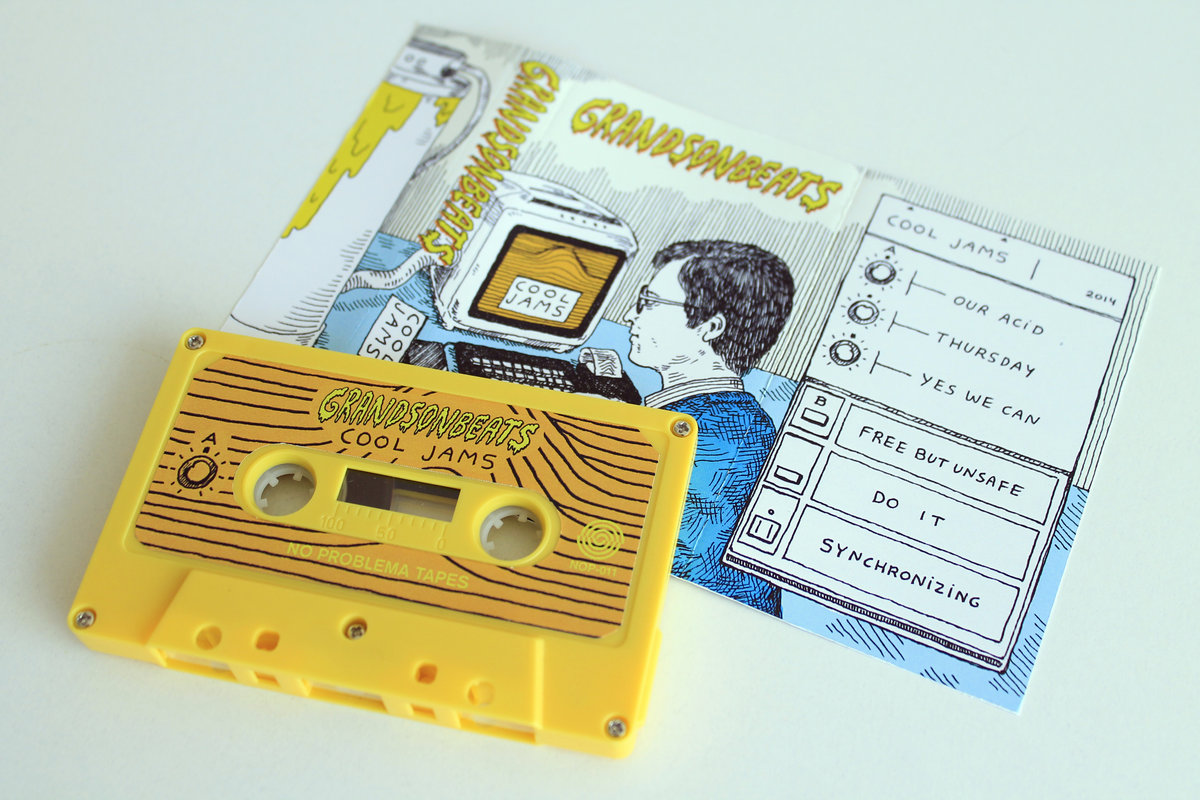 GRANDSONBEATS
GRANDSONBEATS
COOL JAMS
COOL
JAMS
COOL JAMS
2014
A
OUR ACID
THURSDAY
YES WE CAN
B
FREE BUT UNSAFE
DO IT
SYNCHRONIZING
GRANDSONBEATS
COOL JAMS
A
100 50 0
NO PROBLEMA TAPES
NOP-011